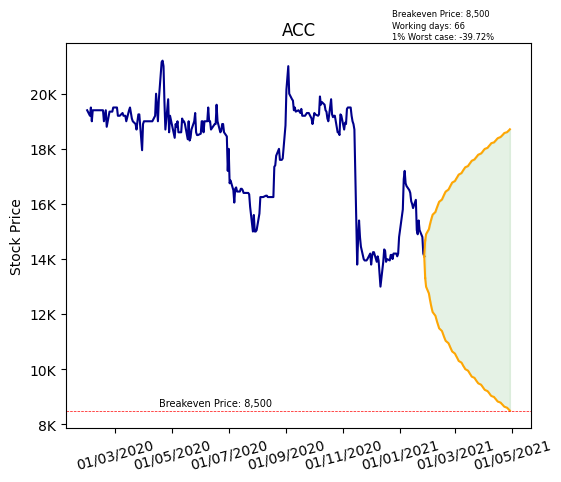 Breakeven Price: 8,500
Working days: 66
1% Worst case: -39.72%
ACC
Stock Price
20K
18K
16K
14K
12K
10K
8K
Breakeven Price: 8,500
01/03/2020
01/05/2020
01/07/2020
01/09/2020
01/11/2020
01/01/2021
01/03/2021
01/05/2021